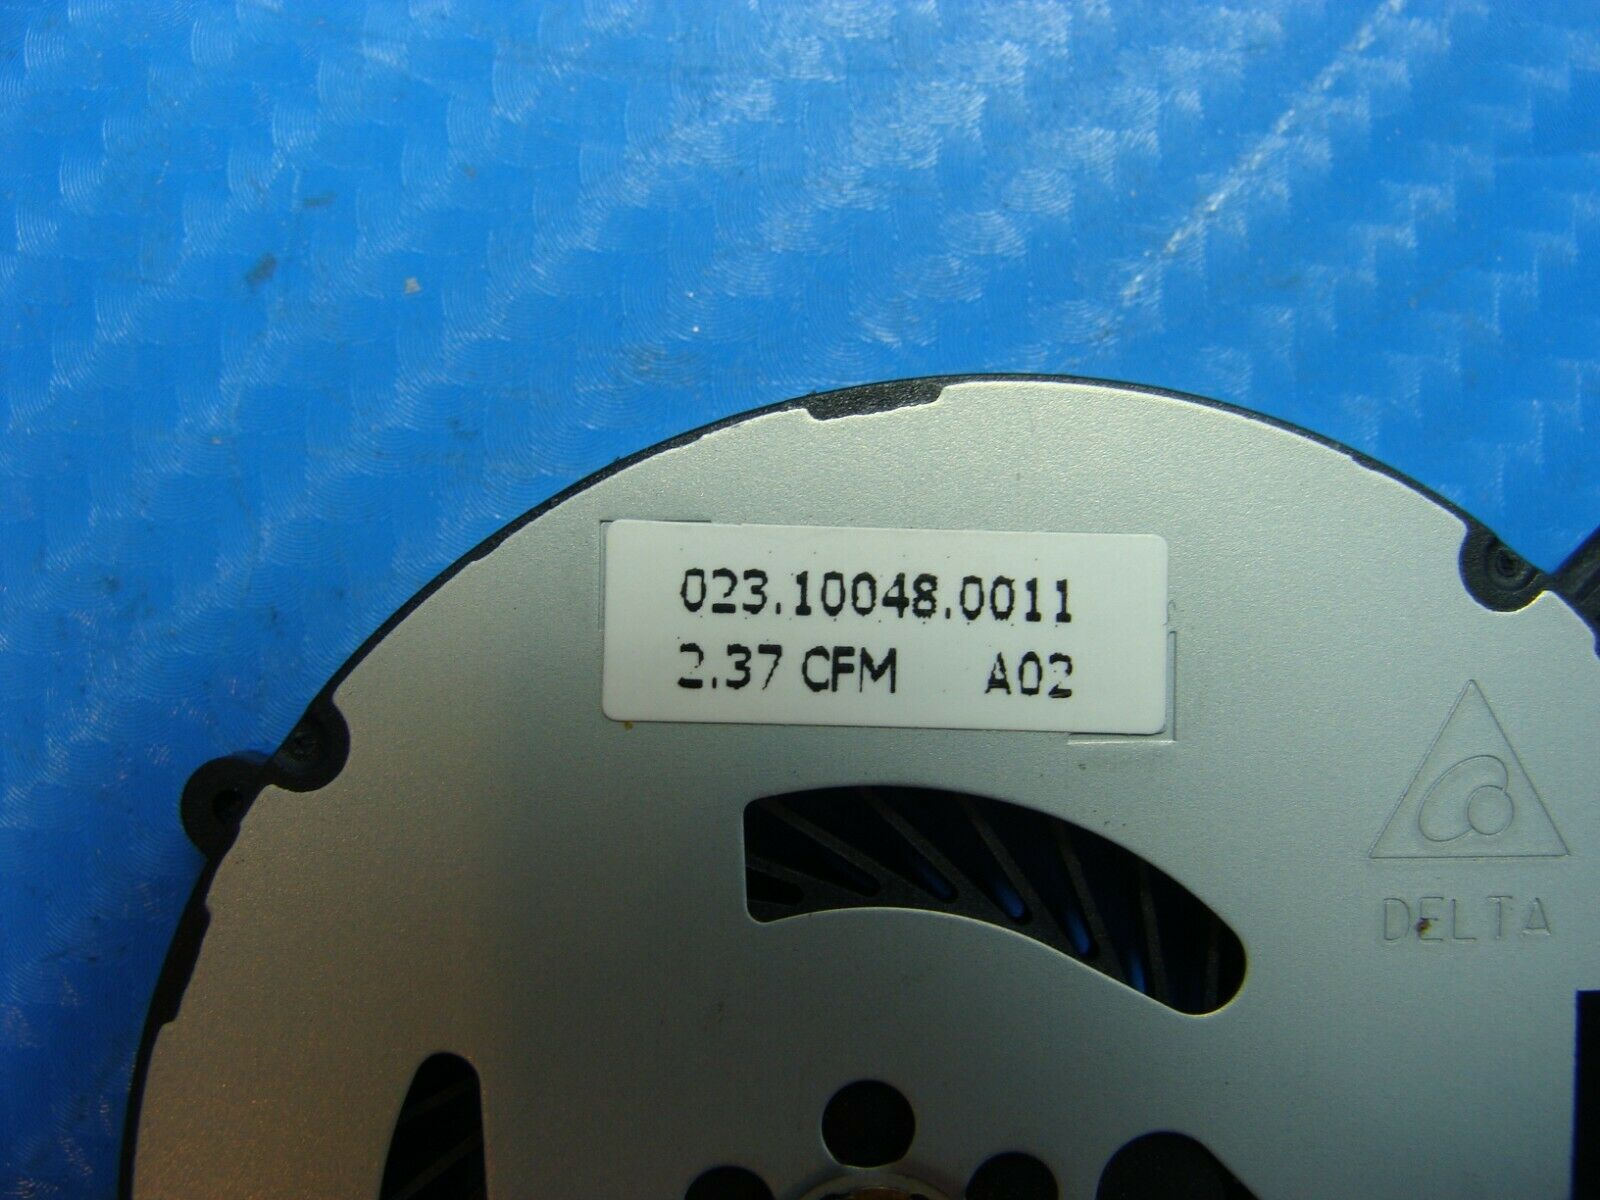 023.10048.0011
2.37 CFM A02
DELTA